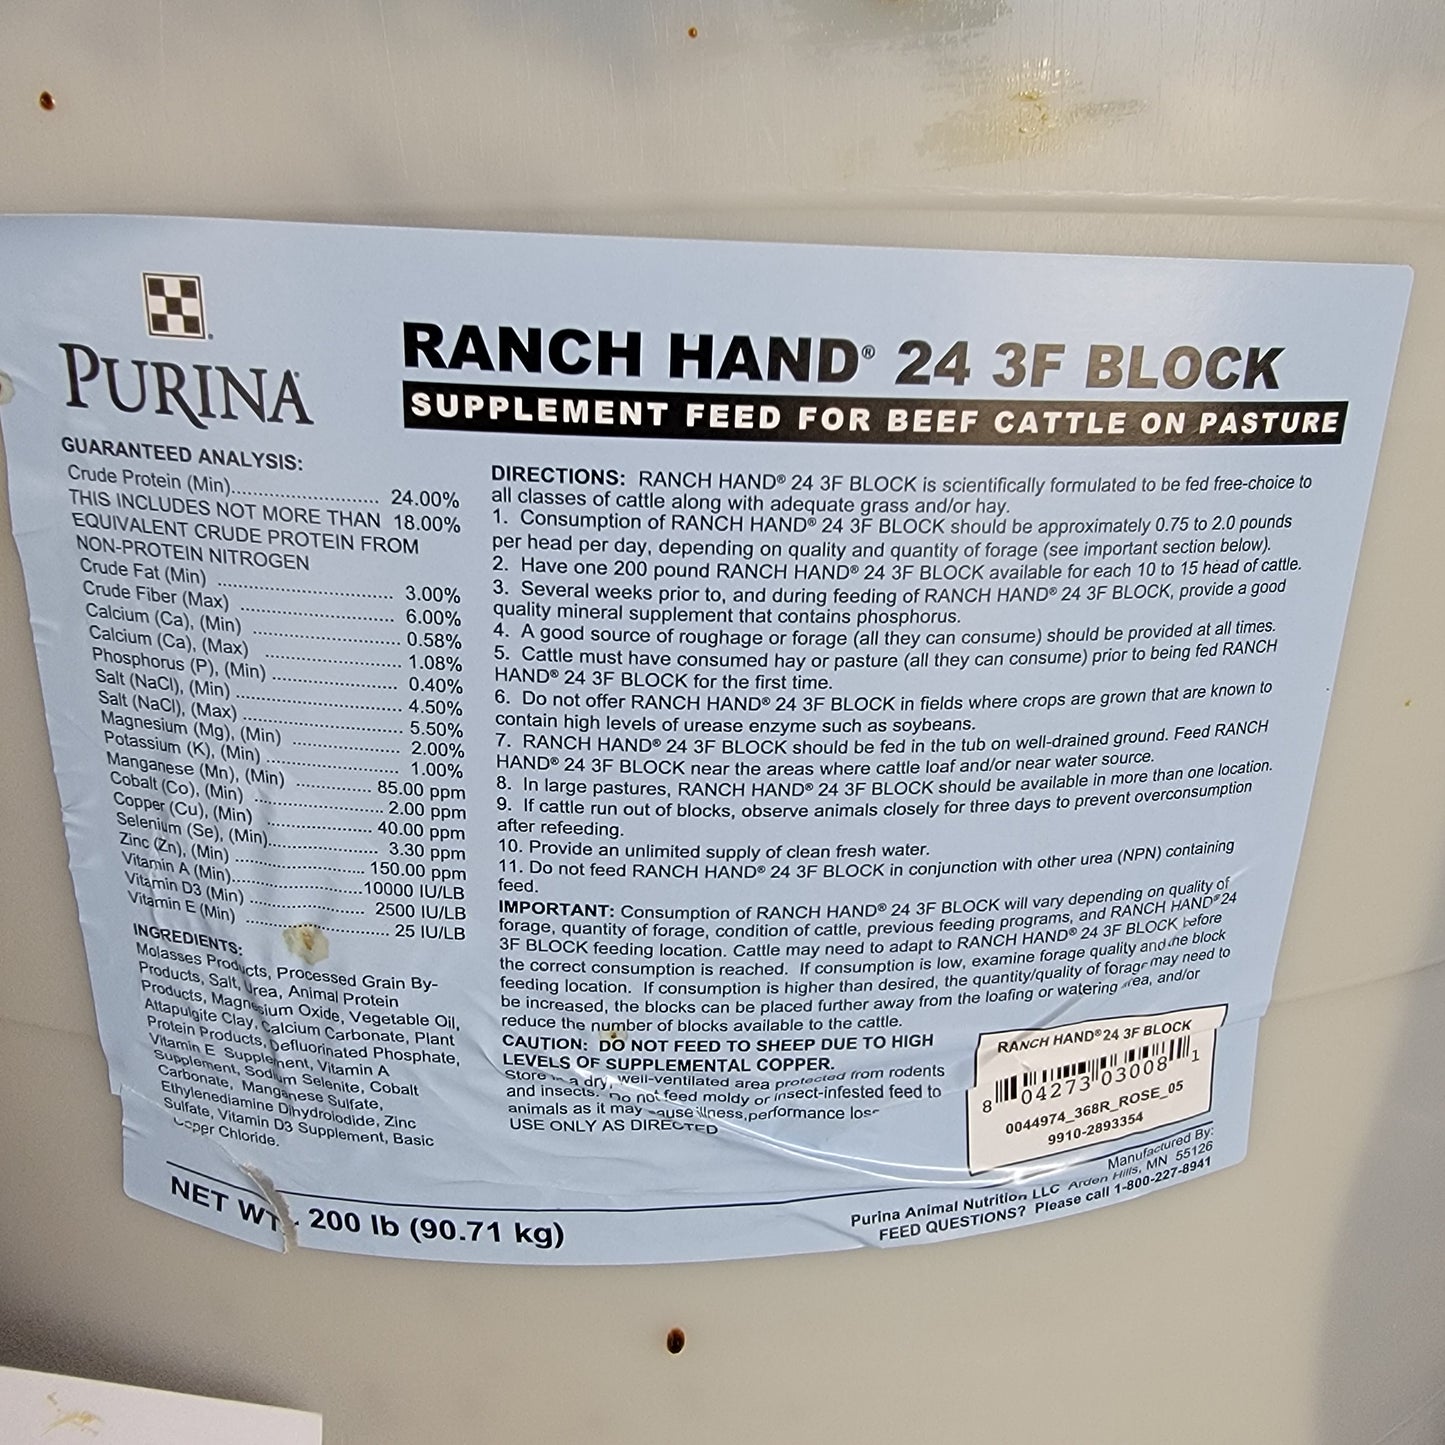 PURINA
RANCH HAND® 24 3F BLOCK
SUPPLEMENT FEED FOR BEEF CATTLE ON PASTURE
GUARANTEED ANALYSIS:
Crude Protein (Min)............................ 24.00%
THIS INCLUDES NOT MORE THAN 18.00%
EQUIVALENT CRUDE PROTEIN FROM
NON-PROTEIN NITROGEN
Crude Fat (Min) ................................. 3.00%
Crude Fiber (Max) ............................. 6.00%
Calcium (Ca), (Min) ........................... 0.58%
Calcium (Ca), (Max) ......................... 1.08%
Phosphorus (P), (Min) ....................... 0.40%
Salt (NaCl), (Min) ............................... 4.50%
Salt (NaCl), (Max) .............................. 5.50%
Magnesium (Mg), (Min) .................... 2.00%
Potassium (K), (Min) ......................... 1.00%
Manganese (Mn), (Min) .............. 85.00 ppm
Cobalt (Co), (Min) ........................ 2.00 ppm
Copper (Cu), (Min) .................... 40.00 ppm
Selenium (Se), (Min)..................... 3.30 ppm
Zinc (Zn), (Min) ........................ 150.00 ppm
Vitamin A (Min)........................10000 IU/LB
Vitamin D3 (Min) ..................... 2500 IU/LB
Vitamin E (Min) .......................... 25 IU/LB
INGREDIENTS:
Molasses Products, Processed Grain By-
Products, Salt, Urea, Animal Protein
Products, Magnesium Oxide, Vegetable Oil,
Attapulgite Clay, Calcium Carbonate, Plant
Protein Products, Defluorinated Phosphate,
Vitamin E Supplement, Vitamin A
Supplement, Sodium Selenite, Cobalt
Carbonate, Manganese Sulfate,
Ethylenediamine Dihydroiodide, Zinc
Sulfate, Vitamin D3 Supplement, Basic
Copper Chloride.
DIRECTIONS: RANCH HAND® 24 3F BLOCK is scientifically formulated to be fed free-choice to
all classes of cattle along with adequate grass and/or hay.
1. Consumption of RANCH HAND® 24 3F BLOCK should be approximately 0.75 to 2.0 pounds
per head per day, depending on quality and quantity of forage (see important section below).
2. Have one 200 pound RANCH HAND® 24 3F BLOCK available for each 10 to 15 head of cattle.
3. Several weeks prior to, and during feeding of RANCH HAND® 24 3F BLOCK, provide a good
quality mineral supplement that contains phosphorus.
4. A good source of roughage or forage (all they can consume) should be provided at all times.
5. Cattle must have consumed hay or pasture (all they can consume) prior to being fed RANCH
HAND® 24 3F BLOCK for the first time.
6. Do not offer RANCH HAND® 24 3F BLOCK in fields where crops are grown that are known to
contain high levels of urease enzyme such as soybeans.
7. RANCH HAND® 24 3F BLOCK should be fed in the tub on well-drained ground. Feed RANCH
HAND® 24 3F BLOCK near the areas where cattle loaf and/or near water source.
8. In large pastures, RANCH HAND® 24 3F BLOCK should be available in more than one location.
9. If cattle run out of blocks, observe animals closely for three days to prevent overconsumption
after refeeding.
10. Provide an unlimited supply of clean fresh water.
11. Do not feed RANCH HAND® 24 3F BLOCK in conjunction with other urea (NPN) containing
feed.
IMPORTANT: Consumption of RANCH HAND® 24 3F BLOCK will vary depending on quality of
forage, quantity of forage, condition of cattle, previous feeding programs, and RANCH HAND® 24
3F BLOCK feeding location. Cattle may need to adapt to RANCH HAND® 24 3F BLOCK before
the correct consumption is reached. If consumption is low, examine forage quality and the block
feeding location. If consumption is higher than desired, the quantity/quality of forage may need to
be increased, the blocks can be placed further away from the loafing or watering area, and/or
reduce the number of blocks available to the cattle.
CAUTION: DO NOT FEED TO SHEEP DUE TO HIGH
LEVELS OF SUPPLEMENTAL COPPER.
Store in a dry, well-ventilated area protected from rodents
and insects. Do not feed moldy or insect-infested feed to
animals as it may cause illness, performance loss
USE ONLY AS DIRECTED
RANCH HAND® 24 3F BLOCK
8 04273 03008 1
0044974_368R_ROSE_05
9910-2893354
NET WT. 200 lb (90.71 kg)
Manufactured By:
Purina Animal Nutrition LLC Arden Hills, MN 55126
FEED QUESTIONS? Please call 1-800-227-8941